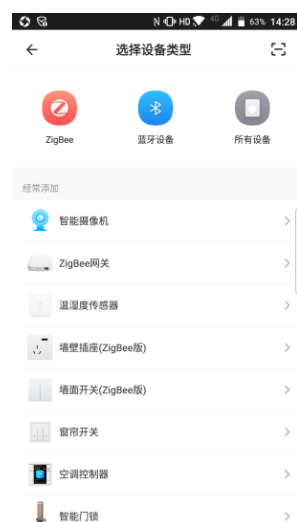 N HD 4G 63% 14:28
选择设备类型
ZigBee 蓝牙设备 所有设备
经常添加
智能摄像机
ZigBee网关
温湿度传感器
墙壁插座(ZigBee版)
墙面开关(ZigBee版)
窗帘开关
空调控制器
智能门锁